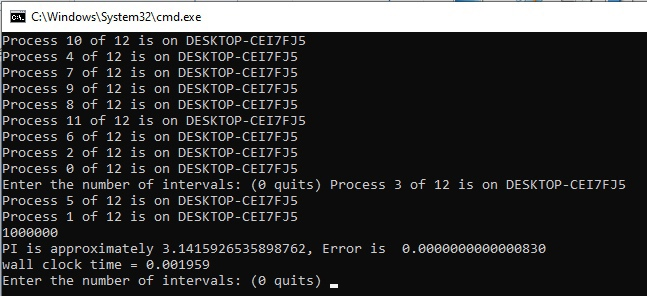 C:\Windows\System32\cmd.exe
Process 10 of 12 is on DESKTOP-CEI7FJ5
Process 4 of 12 is on DESKTOP-CEI7FJ5
Process 7 of 12 is on DESKTOP-CEI7FJ5
Process 9 of 12 is on DESKTOP-CEI7FJ5
Process 8 of 12 is on DESKTOP-CEI7FJ5
Process 11 of 12 is on DESKTOP-CEI7FJ5
Process 6 of 12 is on DESKTOP-CEI7FJ5
Process 2 of 12 is on DESKTOP-CEI7FJ5
Process 0 of 12 is on DESKTOP-CEI7FJ5
Enter the number of intervals: (0 quits) Process 3 of 12 is on DESKTOP-CEI7FJ5
Process 5 of 12 is on DESKTOP-CEI7FJ5
Process 1 of 12 is on DESKTOP-CEI7FJ5
1000000
PI is approximately 3.1415926535898762, Error is  0.0000000000000830
wall clock time = 0.001959
Enter the number of intervals: (0 quits)